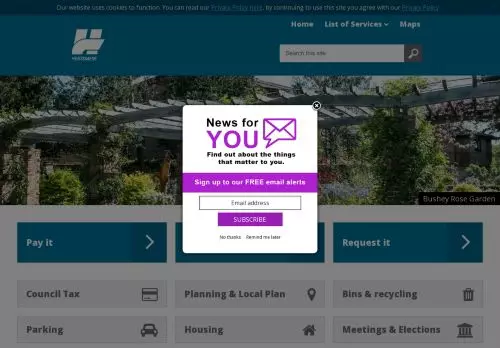 Our website uses cookies to function. You can read our Privacy Policy here, by continuing to use this site you agree with our Privacy Policy
Home List of Services Maps
HERTSMERE
Search this site
News for
YOU
Find out about the things
that matter to you.
Sign up to our FREE email alerts
Email address
SUBSCRIBE
No thanks Remind me later
Bushey Rose Garden
Pay it
Request it
Council Tax
Planning & Local Plan
Bins & recycling
Parking
Housing
Meetings & Elections